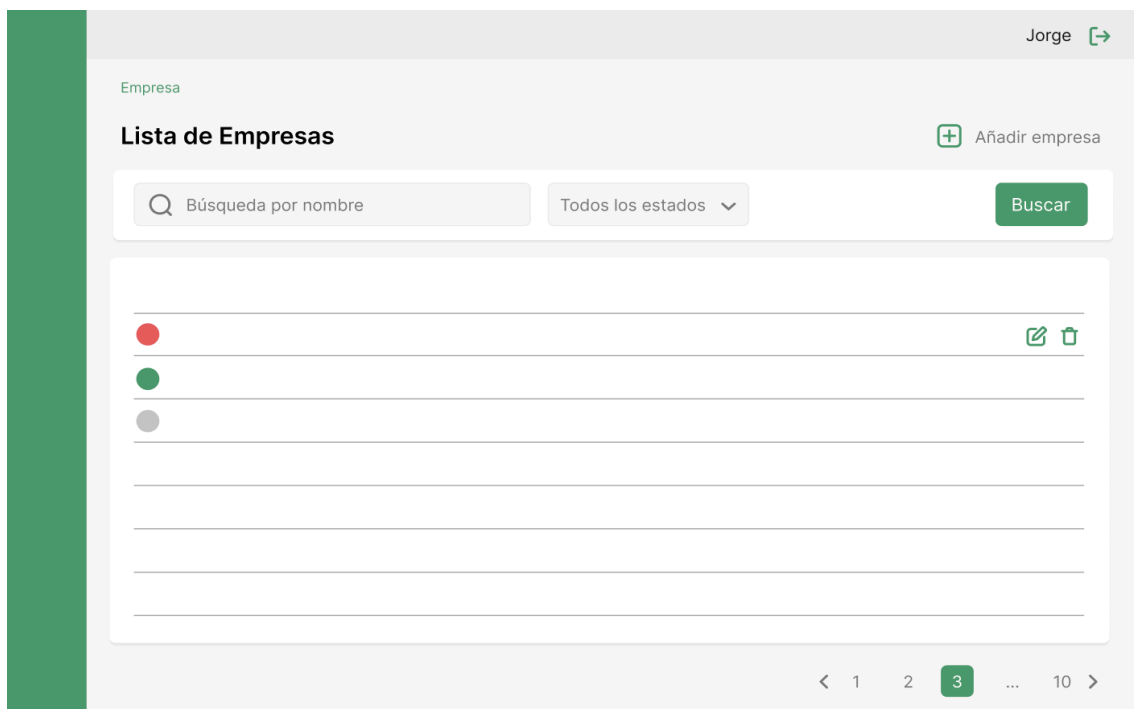 Jorge
Empresa
Lista de Empresas
Añadir empresa
Búsqueda por nombre
Todos los estados
Buscar
1 2 3 ... 10